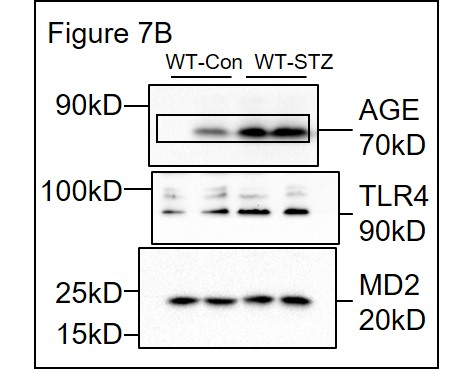 Figure 7B
WT-Con WT-STZ
90kD
AGE
70kD
100kD
TLR4
90kD
25kD
MD2
20kD
15kD